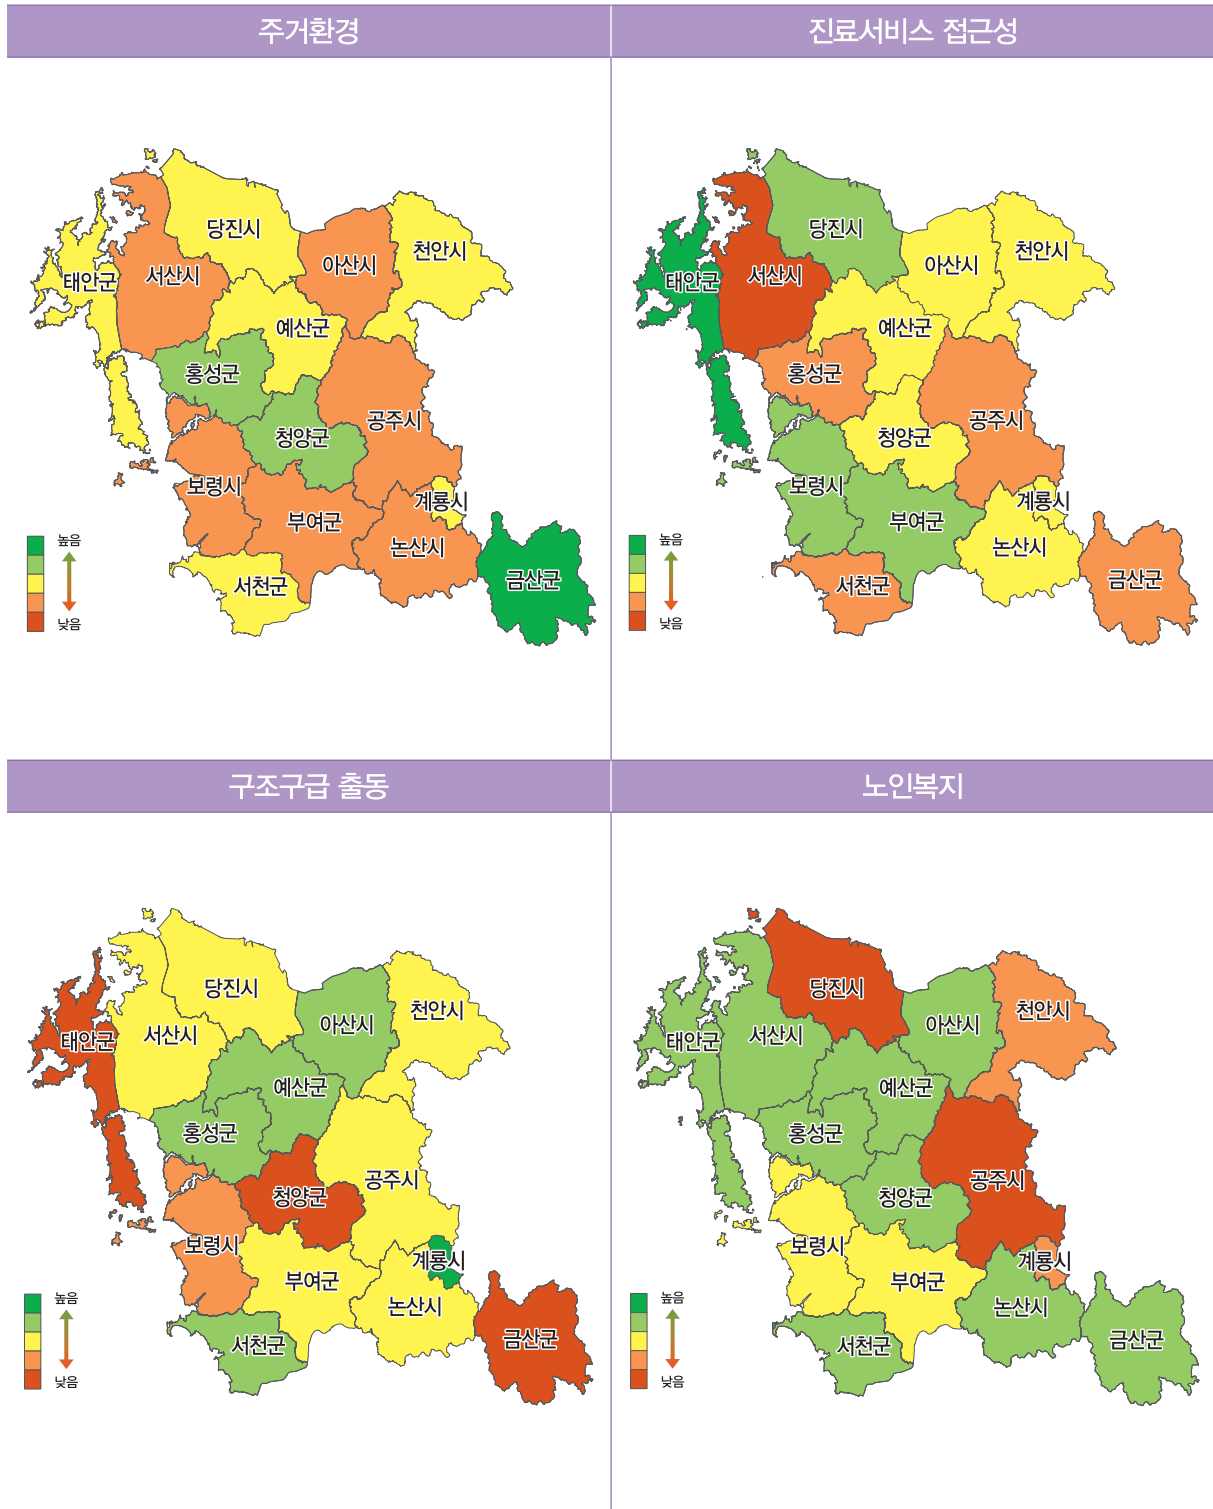 주거환경
진료서비스 접근성
당진시
천안시
아산시
서산시
태안군
예산군
홍성군
공주시
청양군
보령시
계룡시
부여군
논산시
금산군
서천군
높음
낮음
당진시
천안시
아산시
서산시
태안군
예산군
홍성군
공주시
청양군
보령시
계룡시
부여군
논산시
금산군
서천군
높음
낮음
구조구급 출동
노인복지
당진시
천안시
아산시
서산시
태안군
예산군
홍성군
공주시
청양군
보령시
계룡시
부여군
논산시
금산군
서천군
높음
낮음
당진시
천안시
아산시
서산시
태안군
예산군
홍성군
공주시
청양군
보령시
계룡시
부여군
논산시
금산군
서천군
높음
낮음